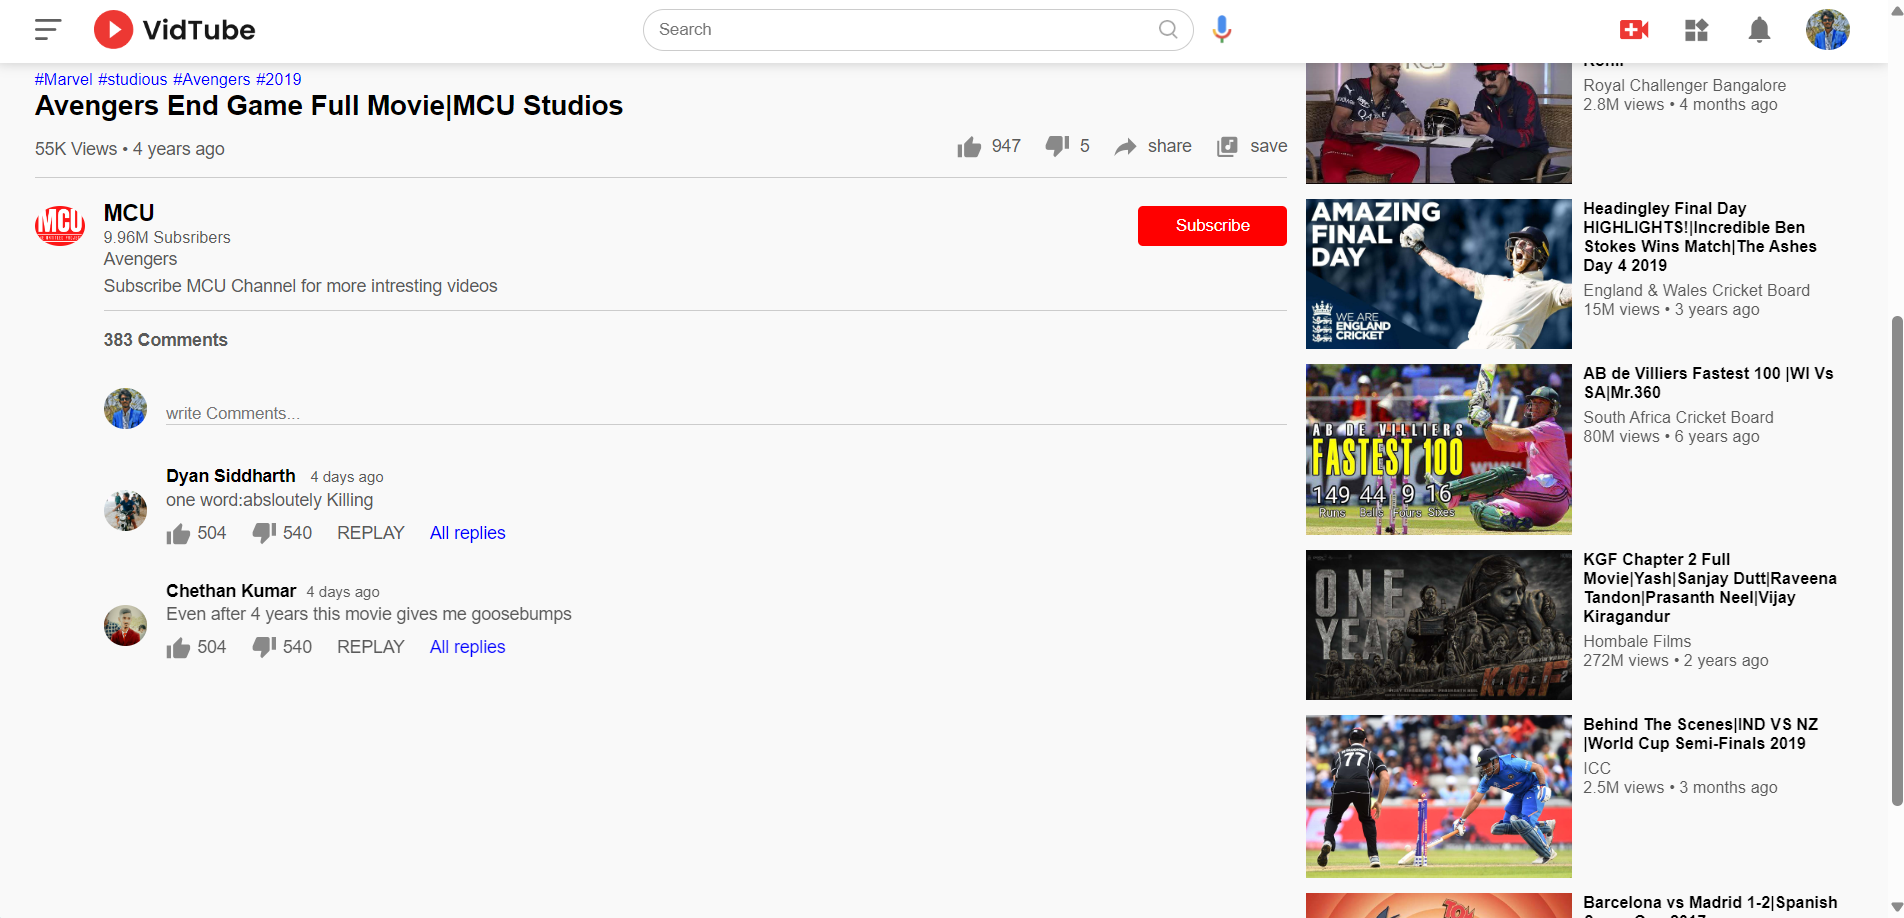 VidTube
Search
#Marvel #studious #Avengers #2019
Avengers End Game Full Movie|MCU Studios
55K Views • 4 years ago
947
5
share
save
MCU
MCU
9.96M Subsribers
Avengers
Subscribe MCU Channel for more intresting videos
Subscribe
383 Comments
write Comments...
Dyan Siddharth 4 days ago
one word:absloutely Killing
504 540 REPLAY All replies
Chethan Kumar 4 days ago
Even after 4 years this movie gives me goosebumps
504 540 REPLAY All replies
Royal Challenger Bangalore
2.8M views • 4 months ago
AMAZING
FINAL
DAY
WE ARE
ENGLAND
CRICKET
Headingley Final Day
HIGHLIGHTS!|Incredible Ben
Stokes Wins Match|The Ashes
Day 4 2019
England & Wales Cricket Board
15M views • 3 years ago
AB DE VILLIERS
FASTEST 100
149 44 9 16
Runs Balls Fours Sixes
AB de Villiers Fastest 100 |WI Vs
SA|Mr.360
South Africa Cricket Board
80M views • 6 years ago
ONE
YEAR
K.G.F
KGF Chapter 2 Full
Movie|Yash|Sanjay Dutt|Raveena
Tandon|Prasanth Neel|Vijay
Kiragandur
Hombale Films
272M views • 2 years ago
77
Behind The Scenes|IND VS NZ
|World Cup Semi-Finals 2019
ICC
2.5M views • 3 months ago
Barcelona vs Madrid 1-2|Spanish